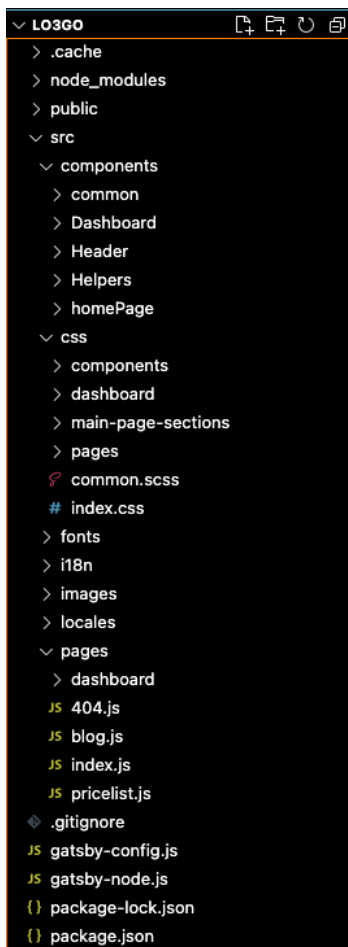 LO3GO
.cache
node_modules
public
src
components
common
Dashboard
Header
Helpers
homePage
css
components
dashboard
main-page-sections
pages
common.scss
# index.css
fonts
i18n
images
locales
pages
dashboard
JS 404.js
JS blog.js
JS index.js
JS pricelist.js
.gitignore
JS gatsby-config.js
JS gatsby-node.js
{} package-lock.json
{} package.json